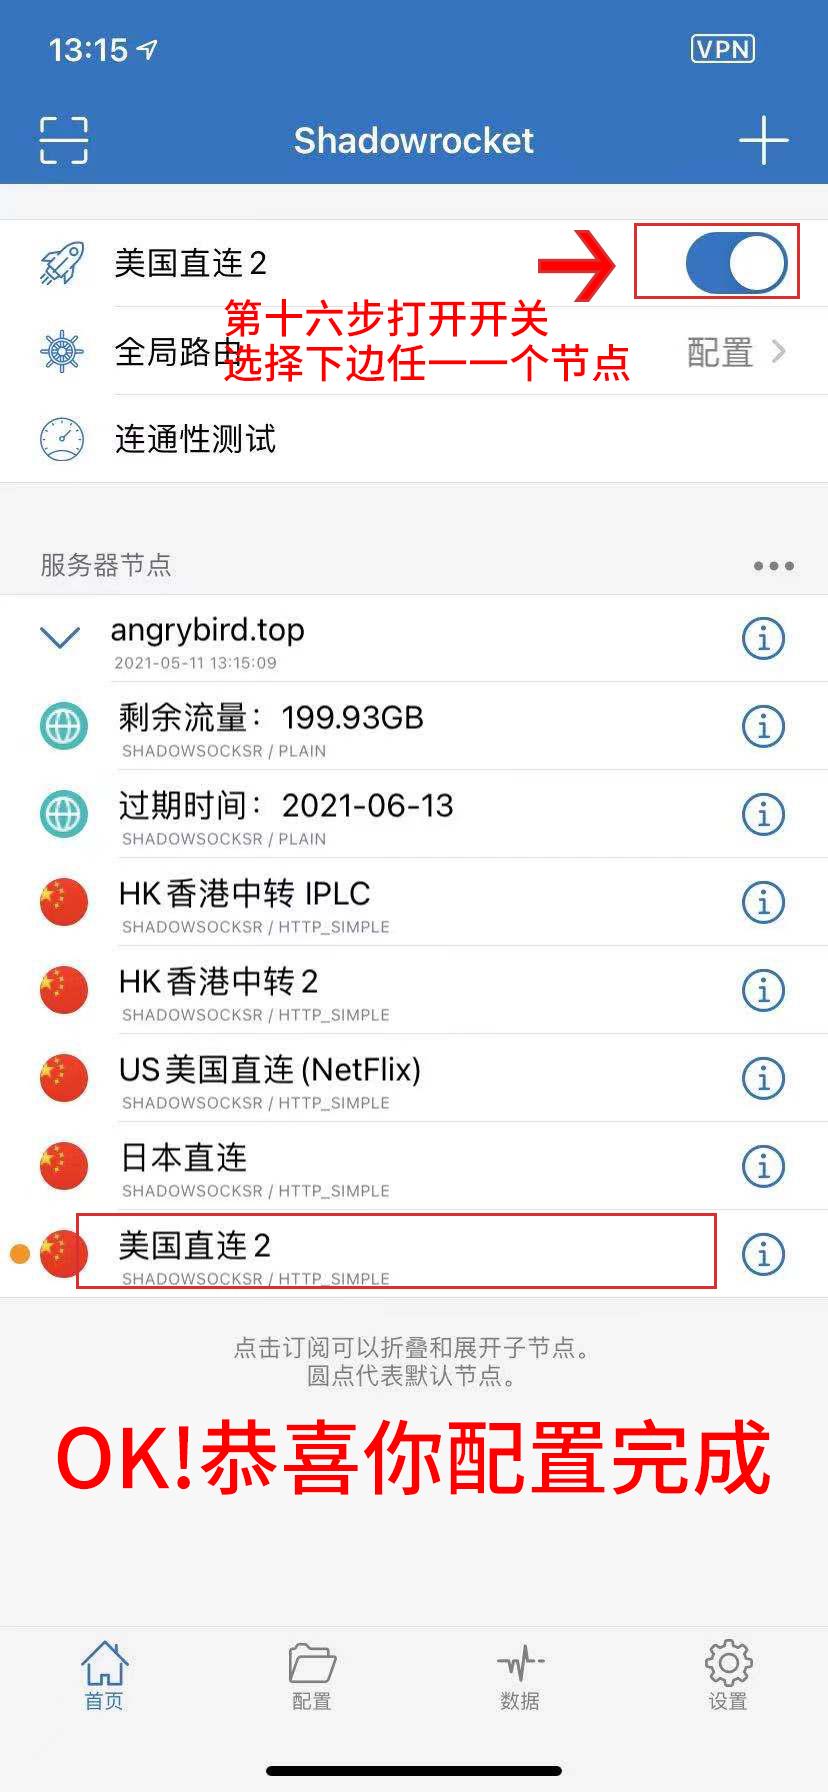 13:15
VPN
Shadowrocket
美国直连 2
第十六步打开开关
全局路由
选择下边任一一个节点
配置
连通性测试
服务器节点
angrybird.top
2021-05-11 13:15:09
剩余流量：199.93GB
SHADOWSOCKSR / PLAIN
过期时间：2021-06-13
SHADOWSOCKSR / PLAIN
HK 香港中转 IPLC
SHADOWSOCKSR / HTTP_SIMPLE
HK 香港中转 2
SHADOWSOCKSR / HTTP_SIMPLE
US 美国直连 (NetFlix)
SHADOWSOCKSR / HTTP_SIMPLE
日本直连
SHADOWSOCKSR / HTTP_SIMPLE
美国直连 2
SHADOWSOCKSR / HTTP_SIMPLE
点击订阅可以折叠和展开子节点。
圆点代表默认节点。
OK!恭喜你配置完成
首页
配置
数据
设置